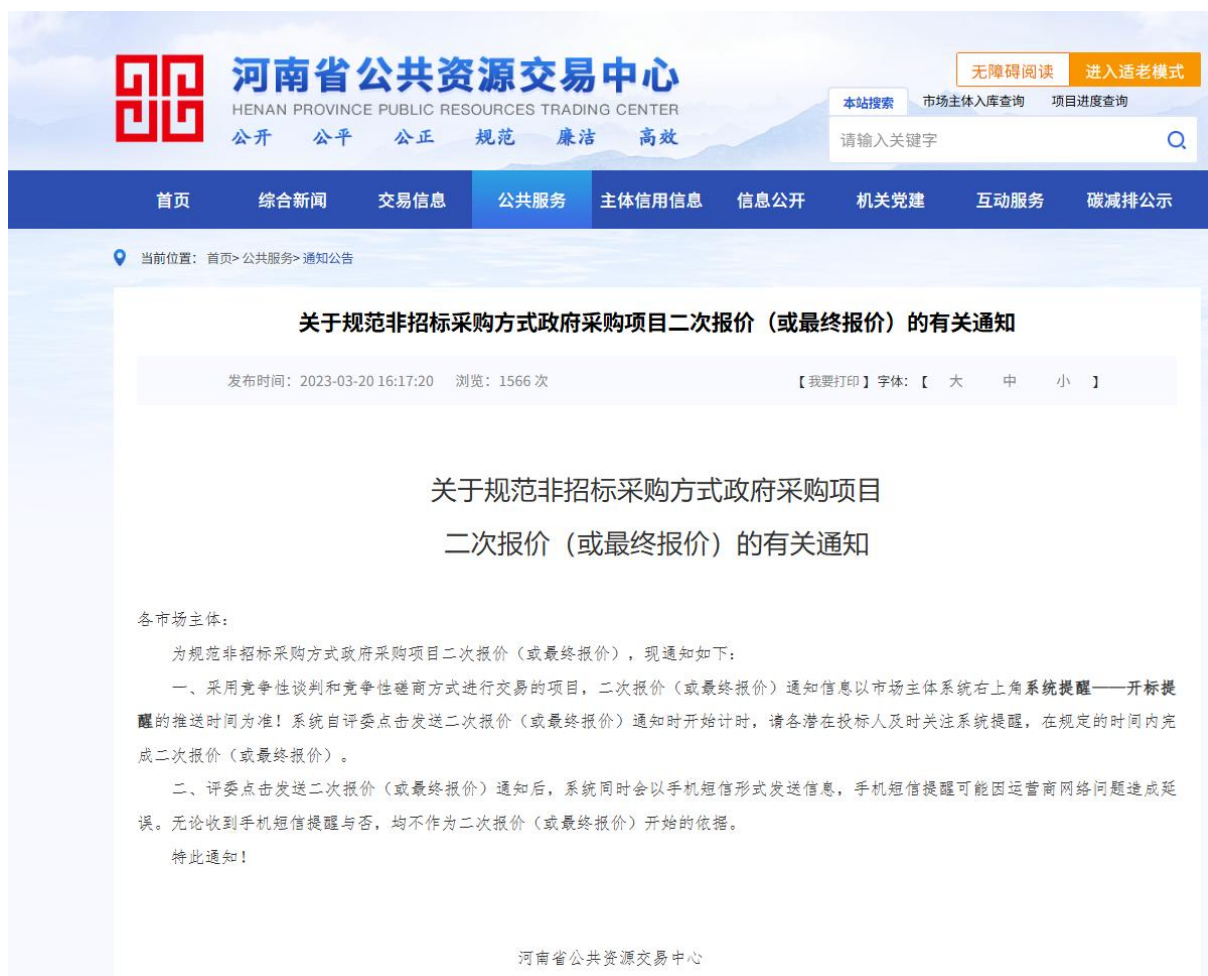 河南省公共资源交易中心
HENAN PROVINCE PUBLIC RESOURCES TRADING CENTER
公开 公平 公正 规范 廉洁 高效
无障碍阅读 进入适老模式
本站搜索 市场主体入库查询 项目进度查询
请输入关键字
首页 综合新闻 交易信息 公共服务 主体信用信息 信息公开 机关党建 互动服务 碳减排公示
当前位置： 首页>公共服务>通知公告
关于规范非招标采购方式政府采购项目二次报价（或最终报价）的有关通知
发布时间：2023-03-20 16:17:20 浏览：1566 次 【我要打印】字体：【 大 中 小 】
关于规范非招标采购方式政府采购项目
二次报价（或最终报价）的有关通知
各市场主体：
为规范非招标采购方式政府采购项目二次报价（或最终报价），现通知如下：
一、采用竞争性谈判和竞争性磋商方式进行交易的项目，二次报价（或最终报价）通知信息以市场主体系统右上角系统提醒——开标提
醒的推送时间为准！系统自评委点击发送二次报价（或最终报价）通知时开始计时，请各潜在投标人及时关注系统提醒，在规定的时间内完
成二次报价（或最终报价）。
二、评委点击发送二次报价（或最终报价）通知后，系统同时会以手机短信形式发送信息，手机短信提醒可能因运营商网络问题造成延
误。无论收到手机短信提醒与否，均不作为二次报价（或最终报价）开始的依据。
特此通知！
河南省公共资源交易中心